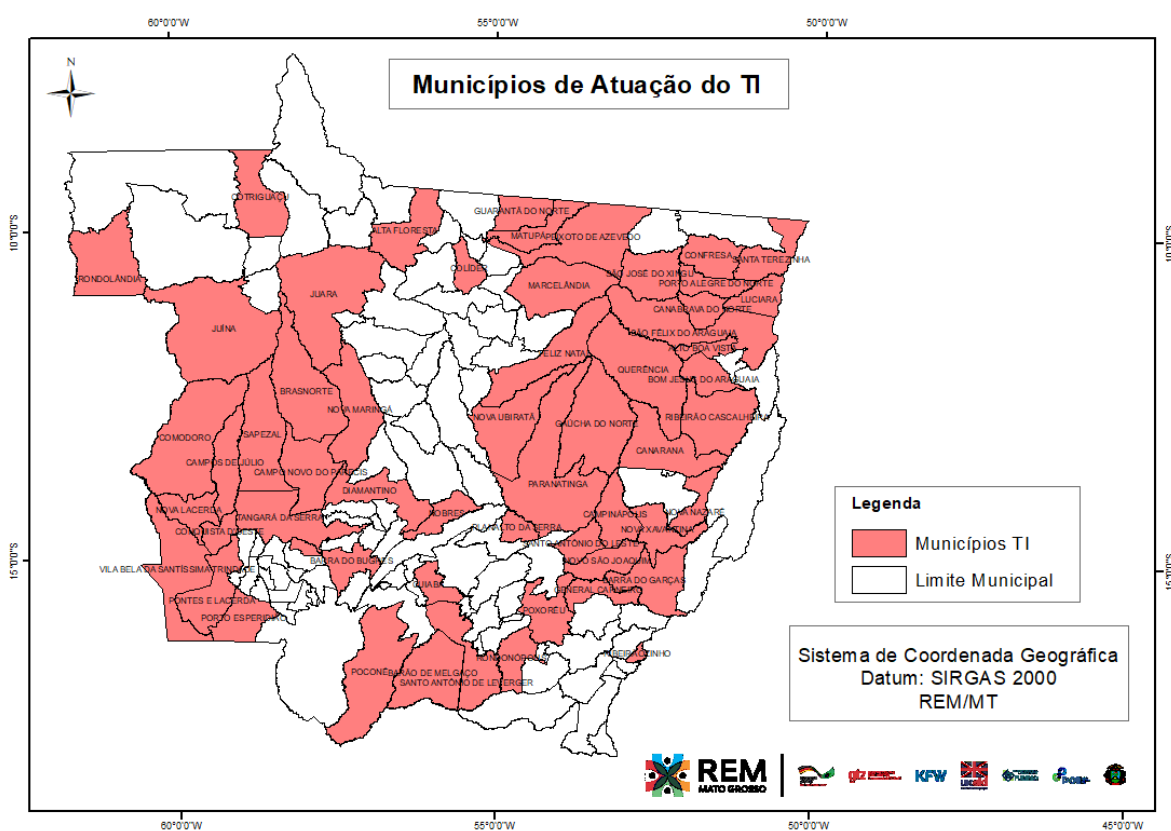 60°0'0"W 55°0'0"W 50°0'0"W
N
Municípios de Atuação do TI
COTRIGUAÇU
GUARANTÃ DO NORTE
ALTA FLORESTA
MATUPÁ
PEIXOTO DE AZEVEDO
10°0'0"S
CONFRESA
SANTA TEREZINHA
COLÍDER
SÃO JOSÉ DO XINGU
RONDOLÂNDIA
PORTO ALEGRE DO NORTE
MARCELÂNDIA
JUARA
LUCIARA
CANABRAVA DO NORTE
JUÍNA
SÃO FÉLIX DO ARAGUAIA
ALTO BOA VISTA
FELIZ NATAL
QUERÊNCIA
BOM JESUS DO ARAGUAIA
BRASNORTE
NOVA MARINGÁ
NOVA UBIRATÃ
RIBEIRÃO CASCALHEIRA
GAÚCHA DO NORTE
SAPEZAL
COMODORO
CANARANA
CAMPOS DE JÚLIO
CAMPO NOVO DO PARECIS
PARANATINGA
DIAMANTINO
NOVA LACERDA
NOBRES
CAMPINÁPOLIS
NOVA NAZARÉ
TANGARÁ DA SERRA
PLANALTO DA SERRA
NOVA XAVANTINA
CONQUISTA D'OESTE
SANTO ANTÔNIO DO LESTE
BARRA DO BUGRES
NOVO SÃO JOAQUIM
15°0'0"S
VILA BELA DA SANTÍSSIMA TRINDADE
BARRA DO GARÇAS
CUIABÁ
GENERAL CARNEIRO
PONTES E LACERDA
POXORÉU
PORTO ESPERIDIÃO
RIBEIRÃOZINHO
RONDONÓPOLIS
POCONÉ
BARÃO DE MELGAÇO
SANTO ANTÔNIO DE LEVERGER
Legenda
Municípios TI
Limite Municipal
Sistema de Coordenada Geográfica
Datum: SIRGAS 2000
REM/MT
REM
MATO GROSSO
gtz
KFW
UKaid
60°0'0"W 55°0'0"W 50°0'0"W 45°0'0"W